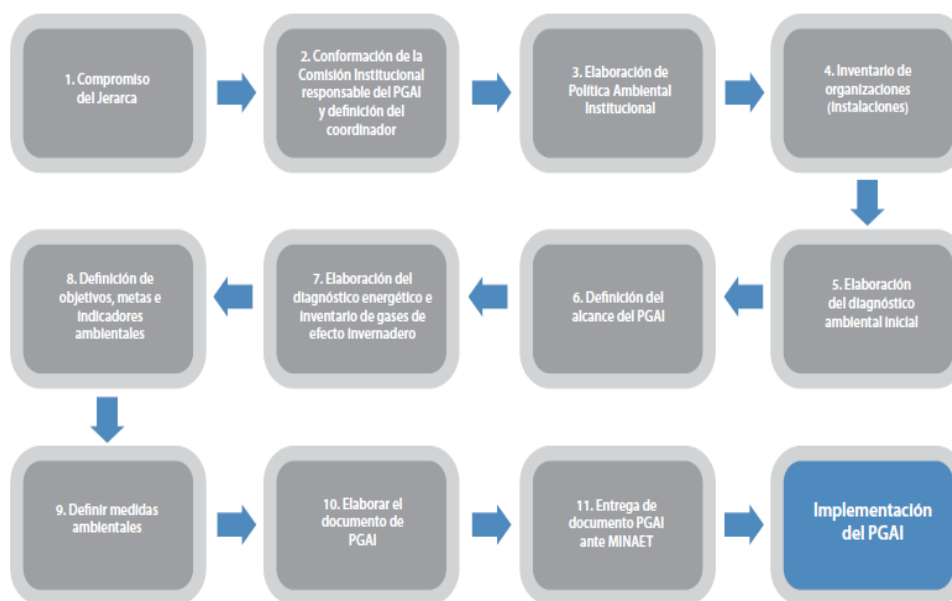 1. Compromiso
del Jerarca
2. Conformación de la
Comisión Institucional
responsable del PGAI
y definición del
coordinador
3. Elaboración de
Política Ambiental
Institucional
4. Inventario de
organizaciones
(instalaciones)
5. Elaboración
del diagnóstico
ambiental inicial
6. Definición del
alcance del PGAI
7. Elaboración del
diagnóstico energético e
inventario de gases de
efecto invernadero
8. Definición de
objetivos, metas e
indicadores
ambientales
9. Definir medidas
ambientales
10. Elaborar el
documento de
PGAI
11. Entrega de
documento PGAI
ante MINAET
Implementación
del PGAI